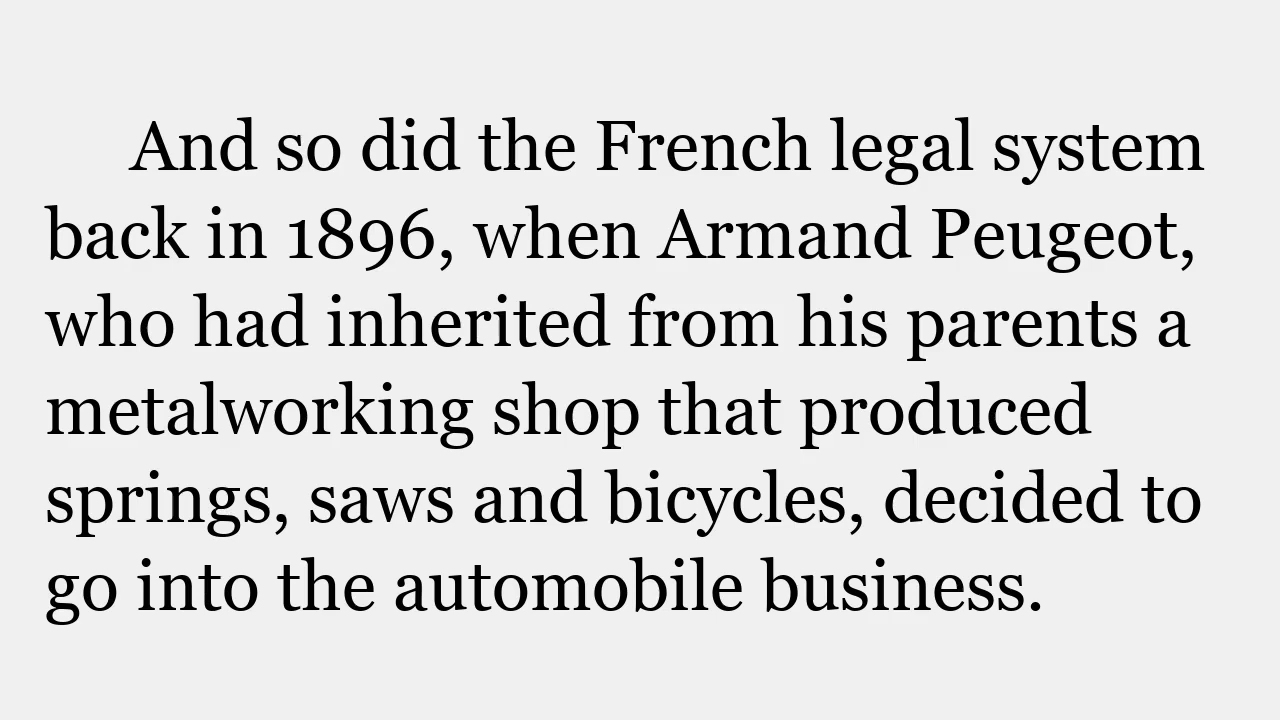 And so did the French legal system
back in 1896, when Armand Peugeot,
who had inherited from his parents a
metalworking shop that produced
springs, saws and bicycles, decided to
go into the automobile business.